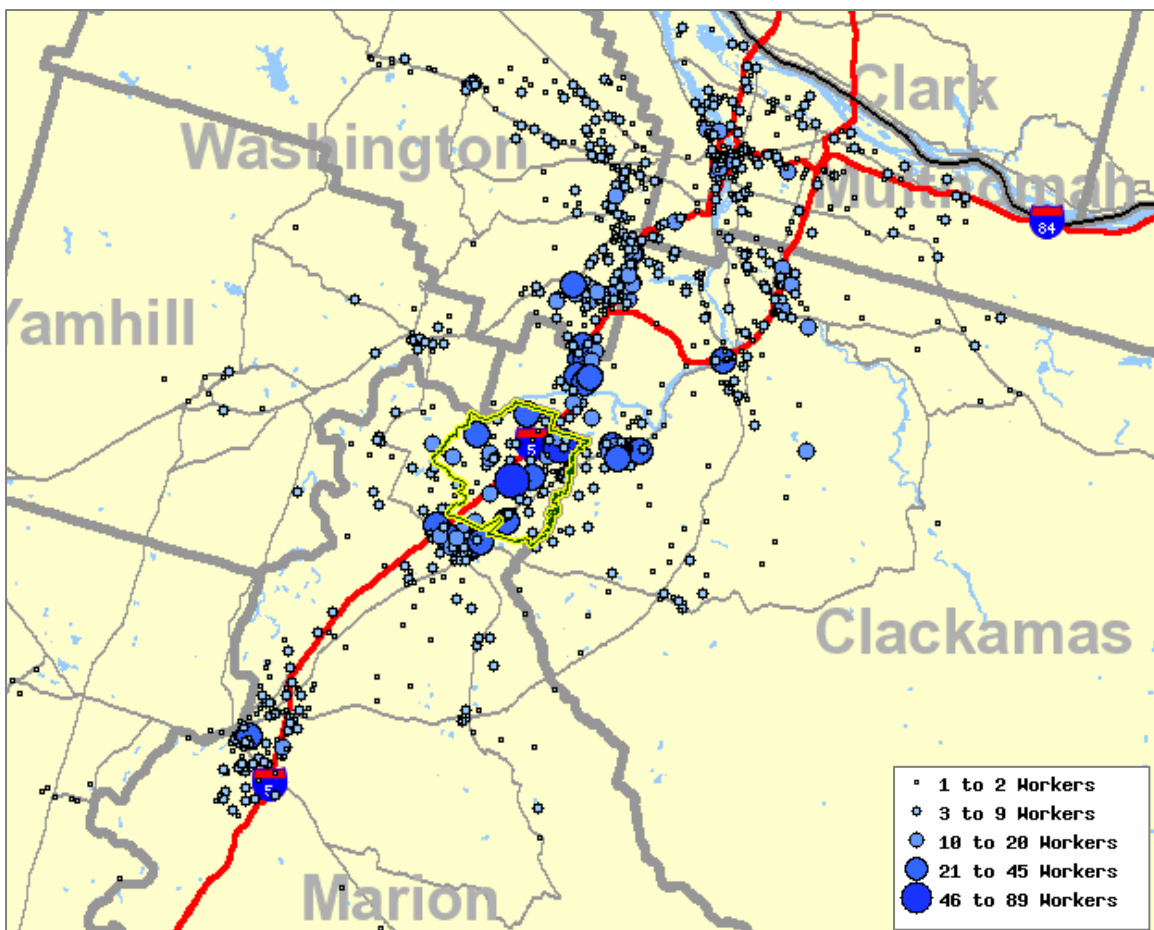 Clark
Washington
Multnomah
84
Yamhill
5
Clackamas
5
Marion
1 to 2 Workers
3 to 9 Workers
10 to 20 Workers
21 to 45 Workers
46 to 89 Workers